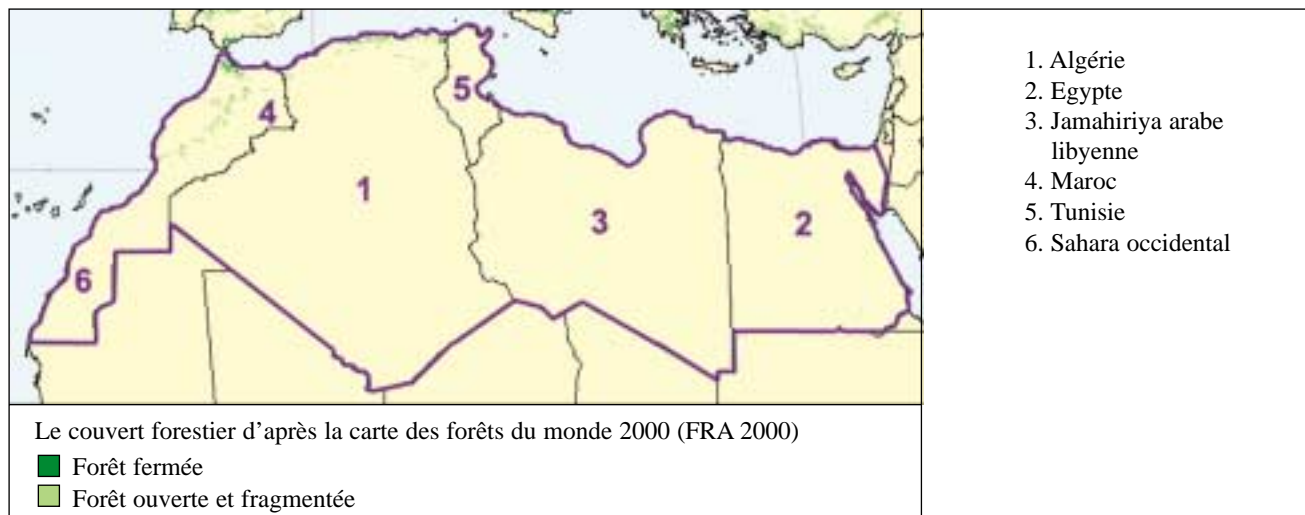 5
4
1
3
2
6
Le couvert forestier d'après la carte des forêts du monde 2000 (FRA 2000)
Forêt fermée
Forêt ouverte et fragmentée
1. Algérie
2. Egypte
3. Jamahiriya arabe
libyenne
4. Maroc
5. Tunisie
6. Sahara occidental